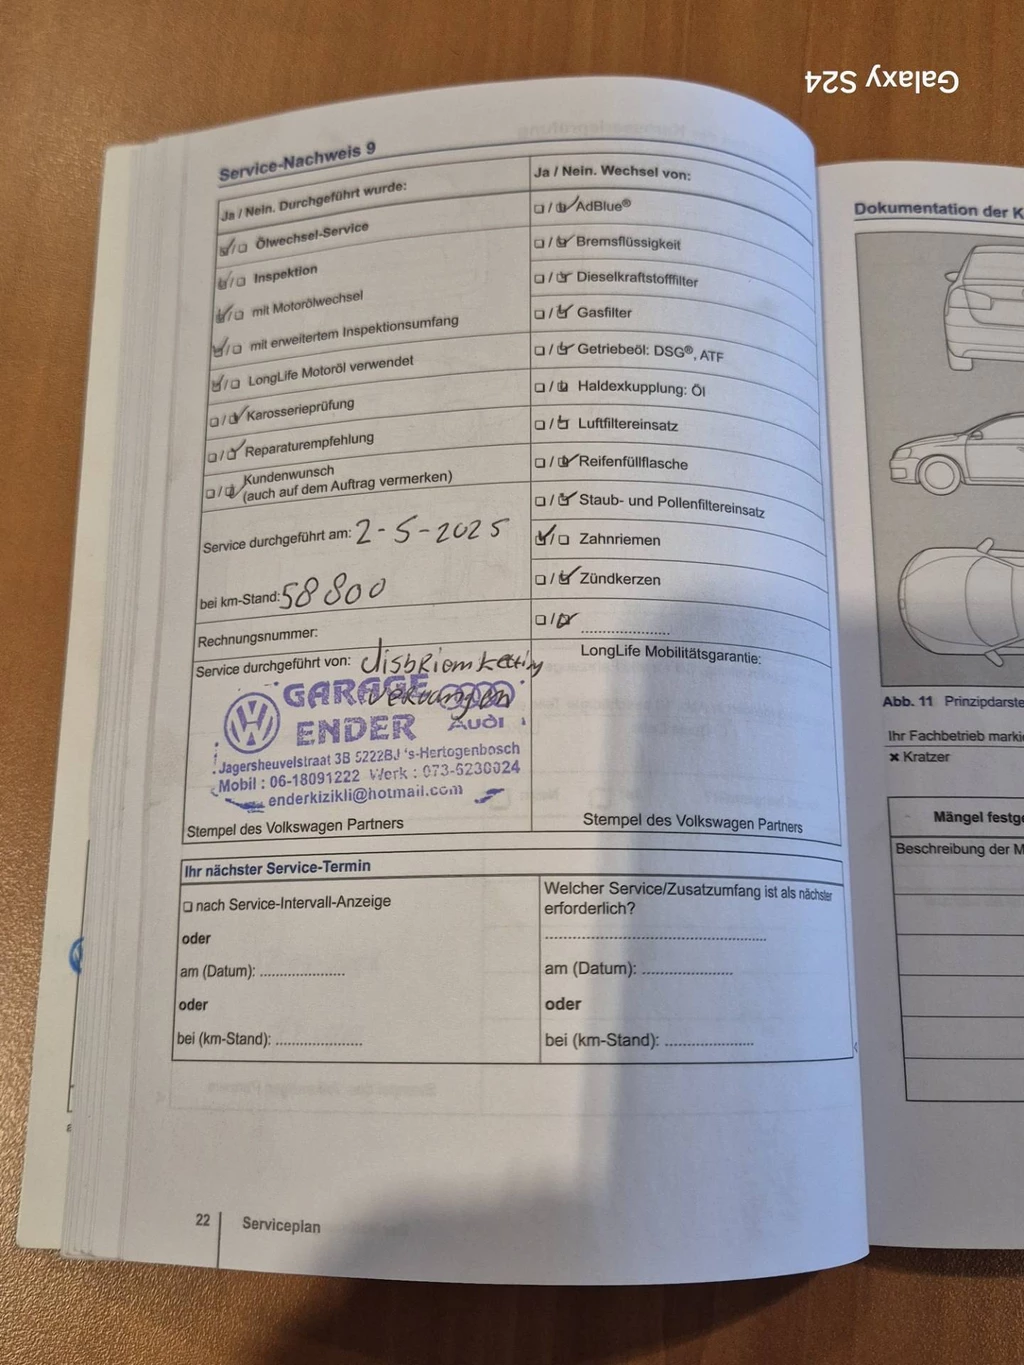 Galaxy S24
Service-Nachweis 9
Ja / Nein. Durchgeführt wurde:
Ölwechsel-Service
Inspektion
mit Motorölwechsel
mit erweitertem Inspektionsumfang
LongLife Motoröl verwendet
Karosserieprüfung
Reparaturempfehlung
Kundenwunsch
(auch auf dem Auftrag vermerken)
Service durchgeführt am: 2-5-2025
bei km-Stand: 58800
Rechnungsnummer:
Service durchgeführt von: disbriemketting
GARAGE
ENDER Audi
Jagersheuvelstraat 3B 5222BJ 's-Hertogenbosch
Mobil : 06-18091222 Werk : 073-6230024
enderkizikli@hotmail.com
Stempel des Volkswagen Partners
Ja / Nein. Wechsel von:
AdBlue®
Bremsflüssigkeit
Dieselkraftstofffilter
Gasfilter
Getriebeöl: DSG®, ATF
Haldexkupplung: Öl
Luftfiltereinsatz
Reifenfüllflasche
Staub- und Pollenfiltereinsatz
Zahnriemen
Zündkerzen
LongLife Mobilitätsgarantie:
Stempel des Volkswagen Partners
Ihr nächster Service-Termin
nach Service-Intervall-Anzeige
oder
am (Datum): .....................
oder
bei (km-Stand): .....................
Welcher Service/Zusatzumfang ist als nächster
erforderlich?
am (Datum): .....................
oder
bei (km-Stand): .....................
22 Serviceplan
Dokumentation der K
Abb. 11 Prinzipdarste
Ihr Fachbetrieb markie
× Kratzer
Mängel festge
Beschreibung der M